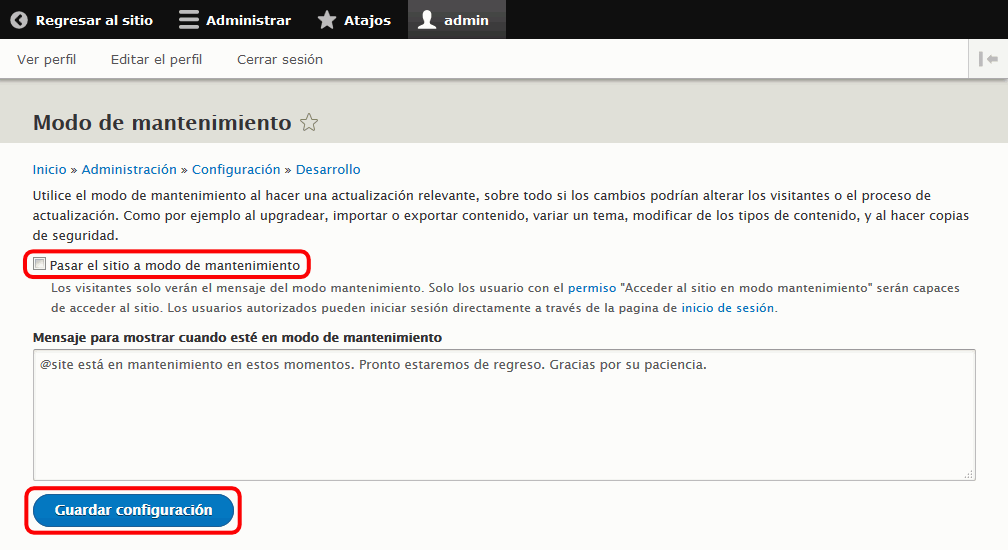 Regresar al sitio Administrar Atajos admin
Ver perfil Editar el perfil Cerrar sesión
Modo de mantenimiento
Inicio » Administración » Configuración » Desarrollo
Utilice el modo de mantenimiento al hacer una actualización relevante, sobre todo si los cambios podrían alterar los visitantes o el proceso de
actualización. Como por ejemplo al upgradear, importar o exportar contenido, variar un tema, modificar de los tipos de contenido, y al hacer copias
de seguridad.
Pasar el sitio a modo de mantenimiento
Los visitantes solo verán el mensaje del modo mantenimiento. Solo los usuario con el permiso "Acceder al sitio en modo mantenimiento" serán capaces
de acceder al sitio. Los usuarios autorizados pueden iniciar sesión directamente a través de la pagina de inicio de sesión.
Mensaje para mostrar cuando esté en modo de mantenimiento
@site está en mantenimiento en estos momentos. Pronto estaremos de regreso. Gracias por su paciencia.
Guardar configuración